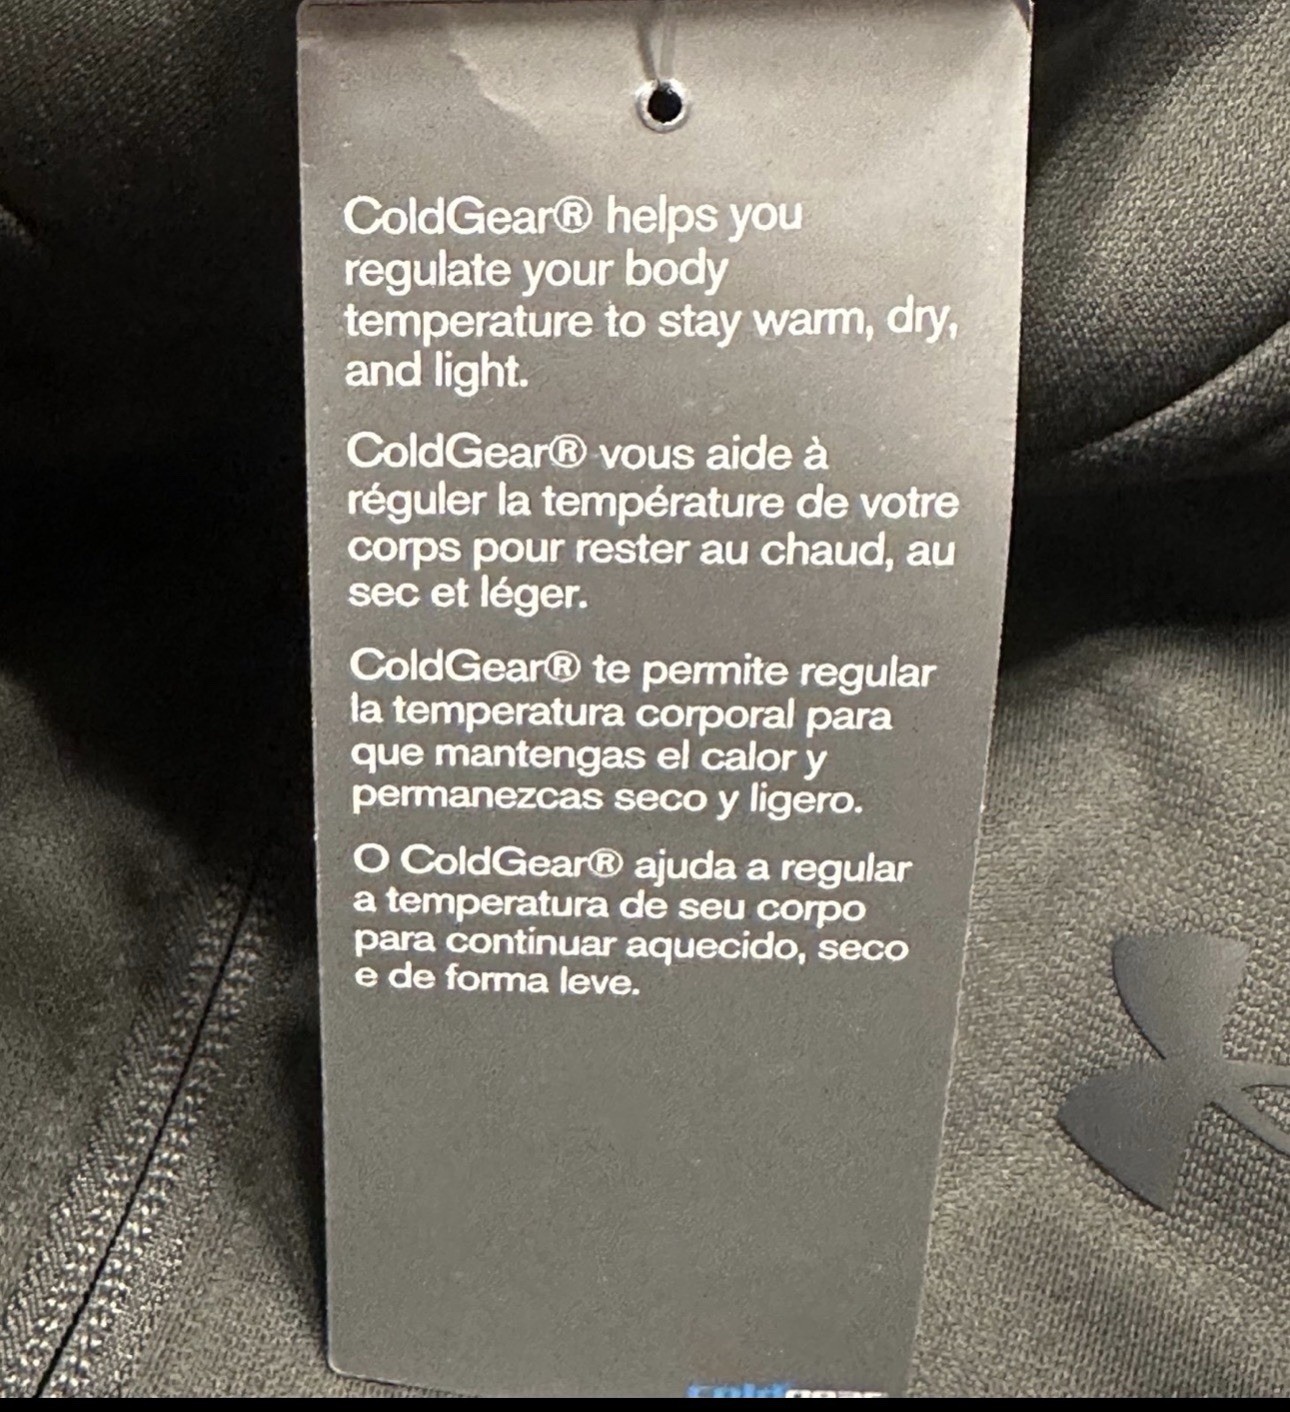 ColdGear® helps you
regulate your body
temperature to stay warm, dry,
and light.
ColdGear® vous aide à
réguler la température de votre
corps pour rester au chaud, au
sec et léger.
ColdGear® te permite regular
la temperatura corporal para
que mantengas el calor y
permanezcas seco y ligero.
O ColdGear® ajuda a regular
a temperatura de seu corpo
para continuar aquecido, seco
e de forma leve.